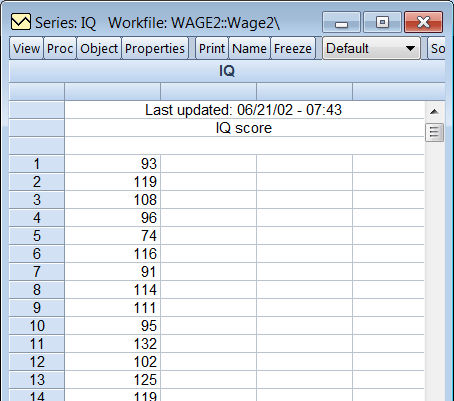 Series: IQ Workfile: WAGE2::Wage2\
View Proc Object Properties Print Name Freeze Default So
IQ
Last updated: 06/21/02 - 07:43
IQ score
1 93
2 119
3 108
4 96
5 74
6 116
7 91
8 114
9 111
10 95
11 132
12 102
13 125
14 119